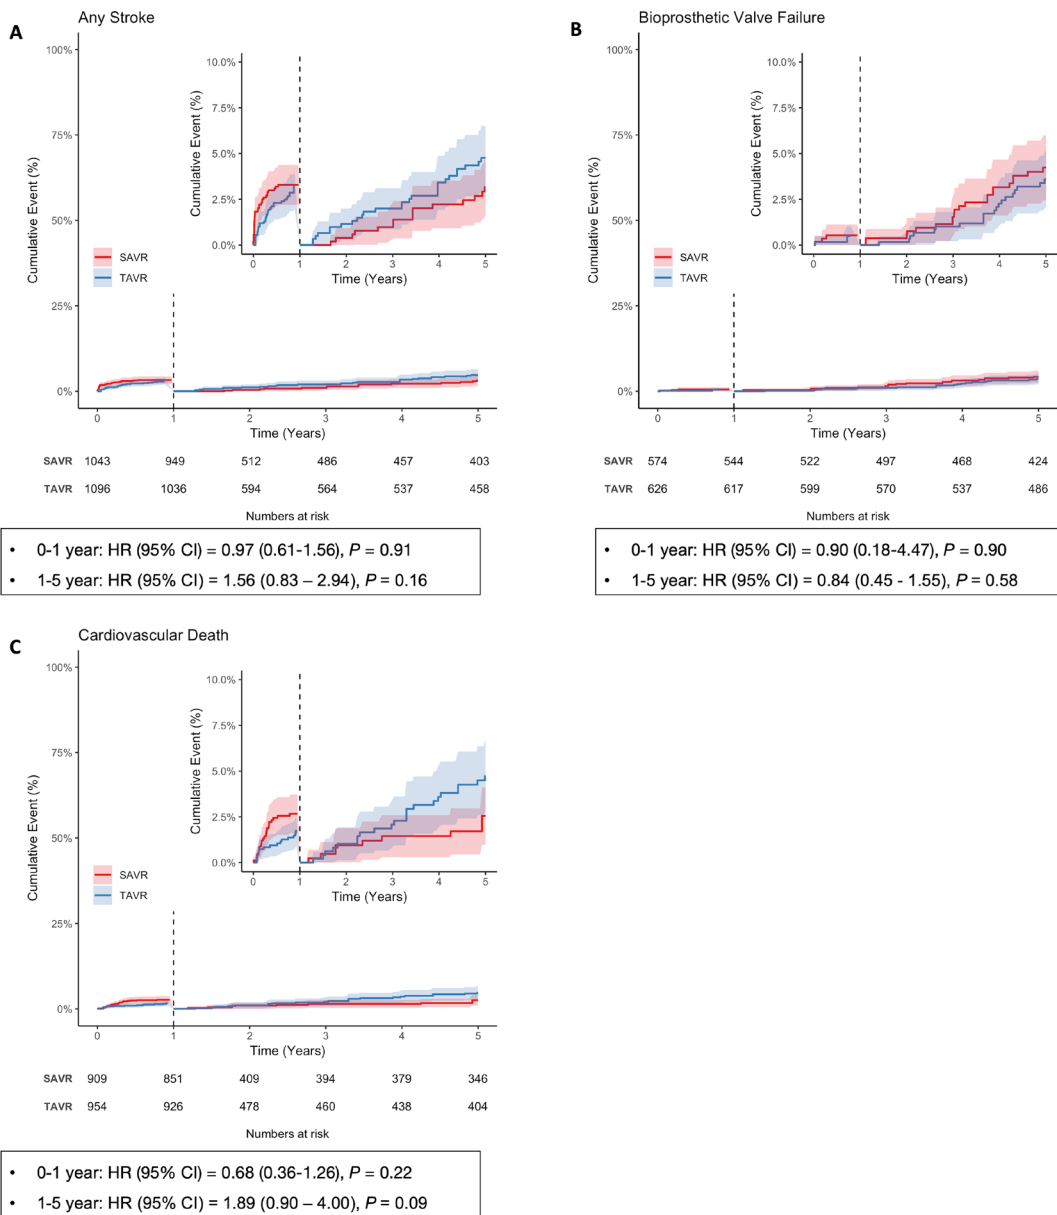 A
Any Stroke
100%
75%
50%
25%
0%
Cumulative Event (%)
10.0%
7.5%
5.0%
2.5%
0.0%
Cumulative Event (%)
0 1 2 3 4 5
Time (Years)
SAVR
TAVR
0 1 2 3 4 5
Time (Years)
SAVR 1043 949 512 486 457 403
TAVR 1096 1036 594 564 537 458
Numbers at risk
• 0-1 year: HR (95% CI) = 0.97 (0.61-1.56), P = 0.91
• 1-5 year: HR (95% CI) = 1.56 (0.83 – 2.94), P = 0.16
B
Bioprosthetic Valve Failure
100%
75%
50%
25%
0%
Cumulative Event (%)
10.0%
7.5%
5.0%
2.5%
0.0%
Cumulative Event (%)
0 1 2 3 4 5
Time (Years)
SAVR
TAVR
0 1 2 3 4 5
Time (Years)
SAVR 574 544 522 497 468 424
TAVR 626 617 599 570 537 486
Numbers at risk
• 0-1 year: HR (95% CI) = 0.90 (0.18-4.47), P = 0.90
• 1-5 year: HR (95% CI) = 0.84 (0.45 - 1.55), P = 0.58
C
Cardiovascular Death
100%
75%
50%
25%
0%
Cumulative Event (%)
10.0%
7.5%
5.0%
2.5%
0.0%
Cumulative Event (%)
0 1 2 3 4 5
Time (Years)
SAVR
TAVR
0 1 2 3 4 5
Time (Years)
SAVR 909 851 409 394 379 346
TAVR 954 926 478 460 438 404
Numbers at risk
• 0-1 year: HR (95% CI) = 0.68 (0.36-1.26), P = 0.22
• 1-5 year: HR (95% CI) = 1.89 (0.90 – 4.00), P = 0.09